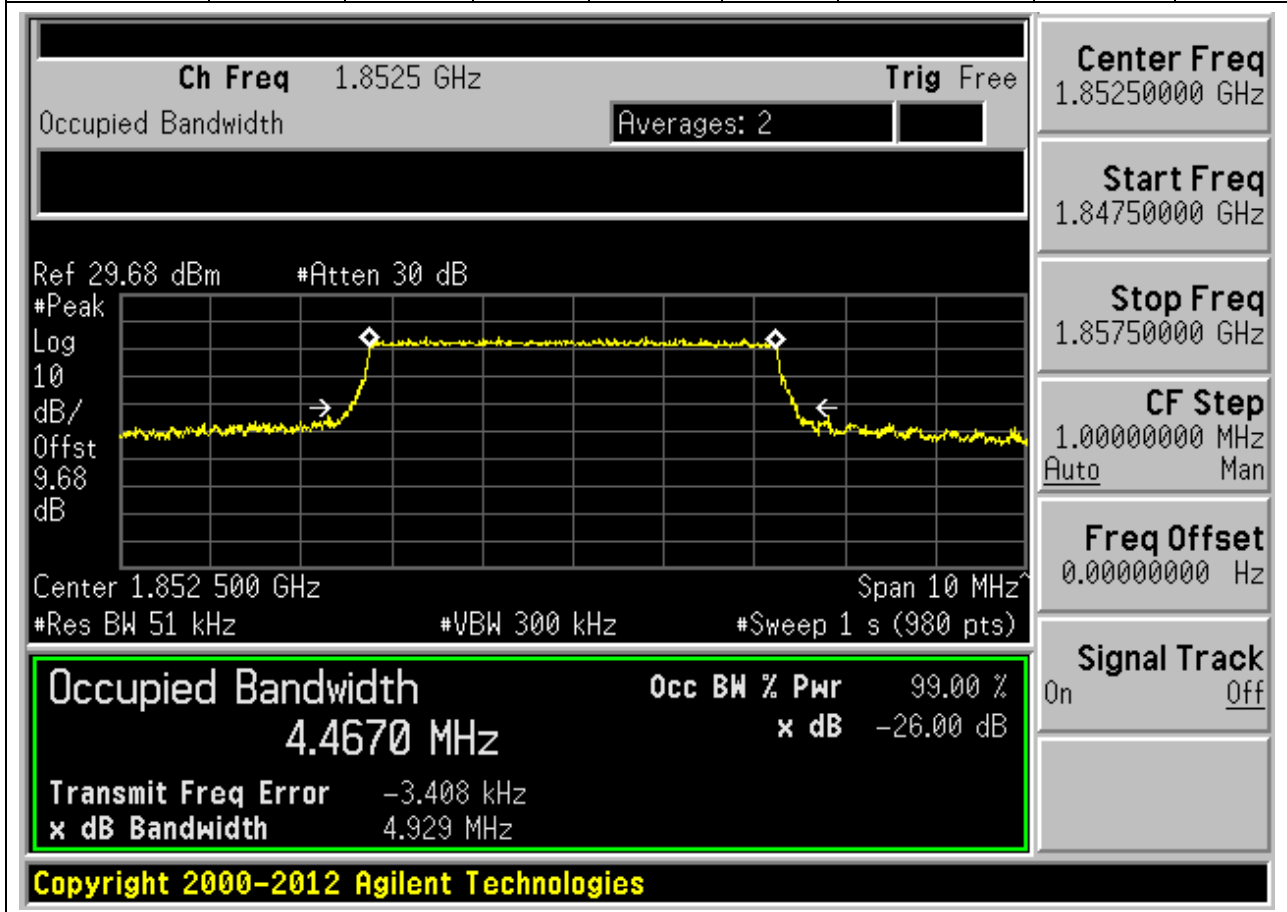 Ch Freq 1.8525 GHz Trig Free
Occupied Bandwidth Averages: 2
Ref 29.68 dBm #Atten 30 dB
#Peak
Log
10
dB/
Offst
9.68
dB
Center 1.852 500 GHz Span 10 MHz^
#Res BW 51 kHz #VBW 300 kHz #Sweep 1 s (980 pts)
Occupied Bandwidth Occ BW % Pwr 99.00 %
4.4670 MHz x dB -26.00 dB
Transmit Freq Error -3.408 kHz
x dB Bandwidth 4.929 MHz
Copyright 2000-2012 Agilent Technologies
Center Freq
1.85250000 GHz
Start Freq
1.84750000 GHz
Stop Freq
1.85750000 GHz
CF Step
1.00000000 MHz
Auto Man
Freq Offset
0.00000000 Hz
Signal Track
On Off